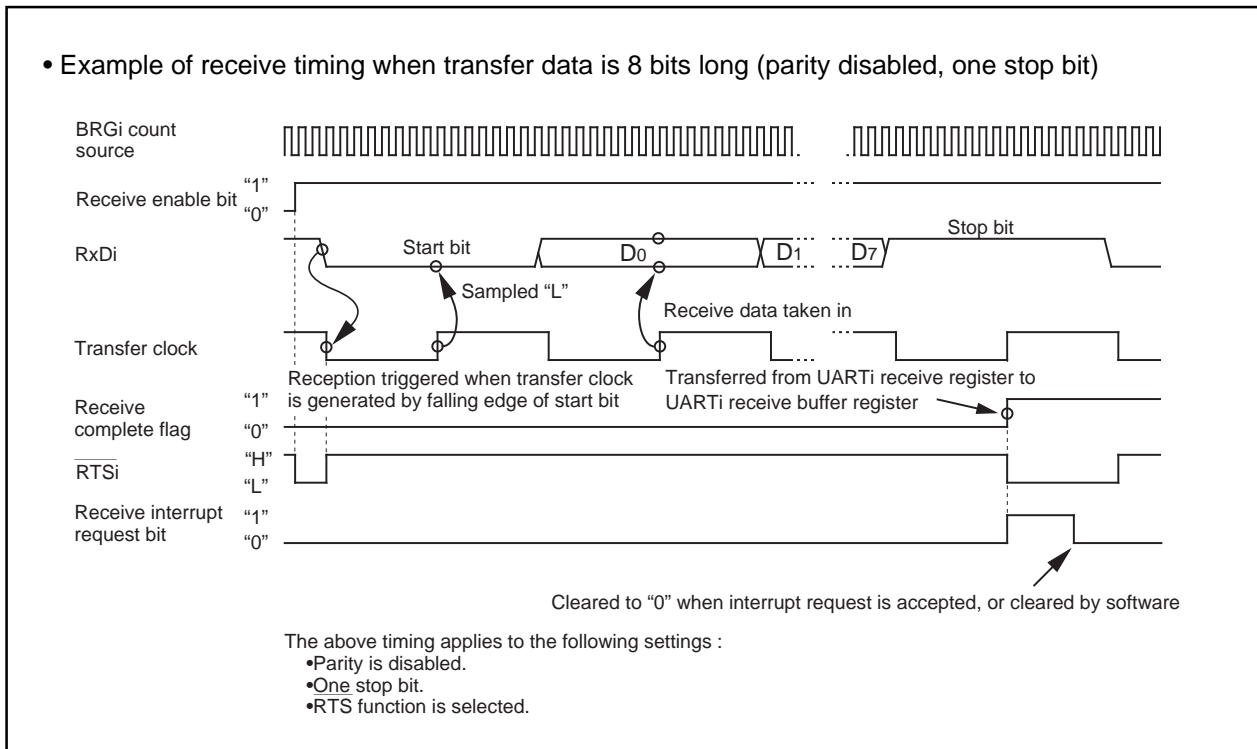 • Example of receive timing when transfer data is 8 bits long (parity disabled, one stop bit)
BRGi count
source
Receive enable bit
“1”
“0”
RxDi
Start bit
D0
D1
D7
Stop bit
Sampled “L”
Receive data taken in
Transfer clock
Reception triggered when transfer clock
is generated by falling edge of start bit
Transferred from UARTi receive register to
UARTi receive buffer register
Receive
complete flag
“1”
“0”
RTSi
“H”
“L”
Receive interrupt
request bit
“1”
“0”
Cleared to “0” when interrupt request is accepted, or cleared by software
The above timing applies to the following settings :
•Parity is disabled.
•One stop bit.
•RTS function is selected.